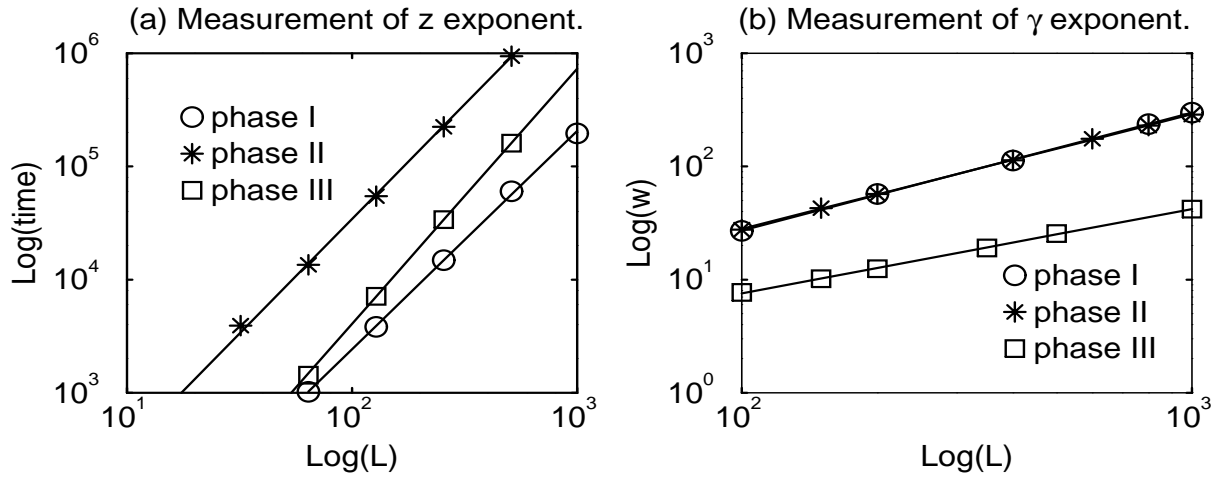 (a) Measurement of z exponent.
10^6
10^5
10^4
10^3
Log(time)
phase I
phase II
phase III
10^1
10^2
10^3
Log(L)
(b) Measurement of γ exponent.
10^3
10^2
10^1
10^0
Log(w)
phase I
phase II
phase III
10^2
10^3
Log(L)